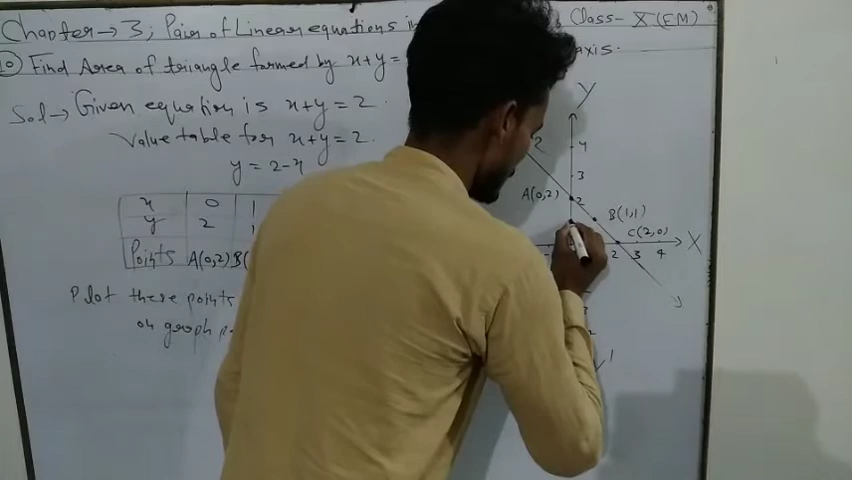 Chapter→3; Pair of Linear equations in Class-X(EM)
10 Find Area of triangle formed by x+y= axis.
Sol→ Given equation is x+y=2
Value table for x+y=2.
y=2-x
x 0 1
y 2 1
Points A(0,2) B(
Plot these points
on graph
Y
4
3
A(0,2) 2
B(1,1)
C(2,0)
2 3 4 X